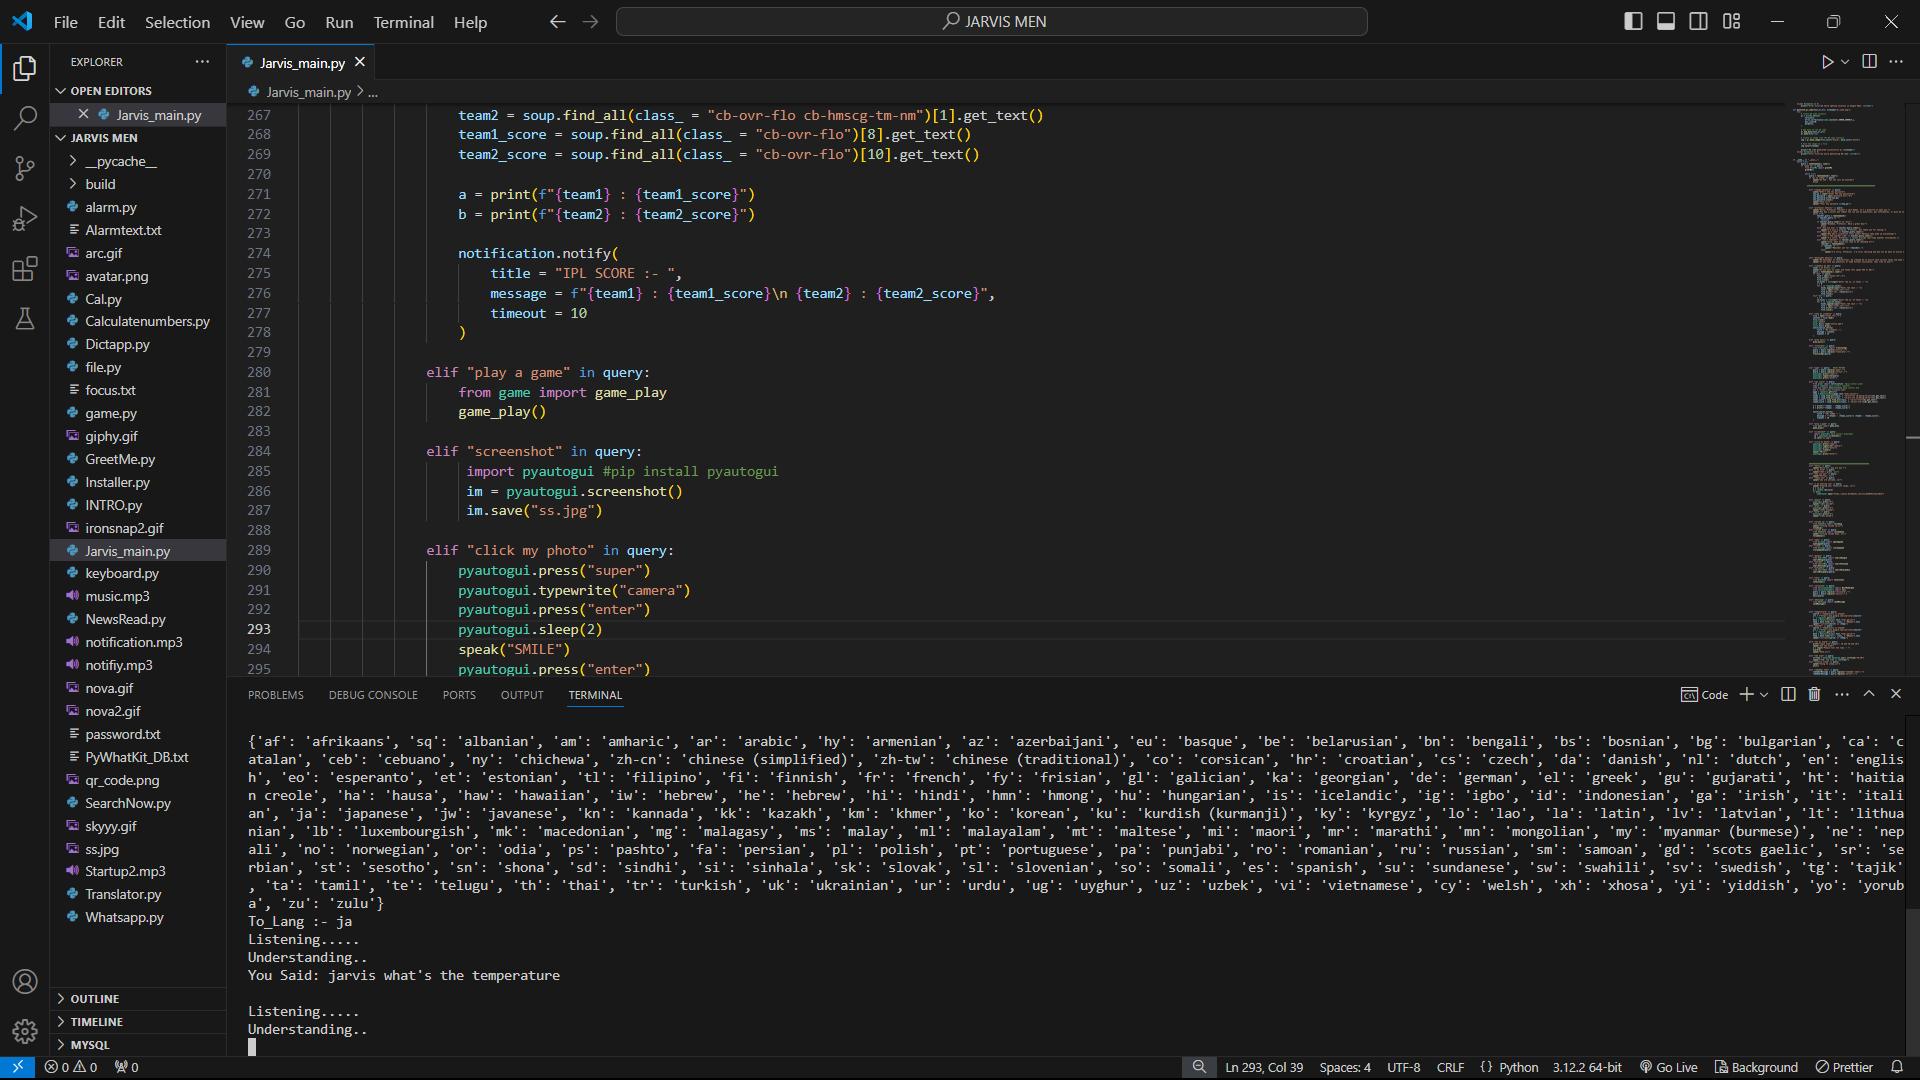 File Edit Selection View Go Run Terminal Help
JARVIS MEN
EXPLORER
OPEN EDITORS
Jarvis_main.py
JARVIS MEN
__pycache__
build
alarm.py
Alarmtext.txt
arc.gif
avatar.png
Cal.py
Calculatenumbers.py
Dictapp.py
file.py
focus.txt
game.py
giphy.gif
GreetMe.py
Installer.py
INTRO.py
ironsnap2.gif
Jarvis_main.py
keyboard.py
music.mp3
NewsRead.py
notification.mp3
notifiy.mp3
nova.gif
nova2.gif
password.txt
PyWhatKit_DB.txt
qr_code.png
SearchNow.py
skyyy.gif
ss.jpg
Startup2.mp3
Translator.py
Whatsapp.py
OUTLINE
TIMELINE
MYSQL
Jarvis_main.py
Jarvis_main.py > ...
267 team2 = soup.find_all(class_ = "cb-ovr-flo cb-hmscg-tm-nm")[1].get_text()
268 team1_score = soup.find_all(class_ = "cb-ovr-flo")[8].get_text()
269 team2_score = soup.find_all(class_ = "cb-ovr-flo")[10].get_text()
270
271 a = print(f"{team1} : {team1_score}")
272 b = print(f"{team2} : {team2_score}")
273
274 notification.notify(
275 title = "IPL SCORE :- ",
276 message = f"{team1} : {team1_score}\n {team2} : {team2_score}",
277 timeout = 10
278 )
279
280 elif "play a game" in query:
281 from game import game_play
282 game_play()
283
284 elif "screenshot" in query:
285 import pyautogui #pip install pyautogui
286 im = pyautogui.screenshot()
287 im.save("ss.jpg")
288
289 elif "click my photo" in query:
290 pyautogui.press("super")
291 pyautogui.typewrite("camera")
292 pyautogui.press("enter")
293 pyautogui.sleep(2)
294 speak("SMILE")
295 pyautogui.press("enter")
PROBLEMS DEBUG CONSOLE PORTS OUTPUT TERMINAL
Code
{'af': 'afrikaans', 'sq': 'albanian', 'am': 'amharic', 'ar': 'arabic', 'hy': 'armenian', 'az': 'azerbaijani', 'eu': 'basque', 'be': 'belarusian', 'bn': 'bengali', 'bs': 'bosnian', 'bg': 'bulgarian', 'ca': 'c
atalan', 'ceb': 'cebuano', 'ny': 'chichewa', 'zh-cn': 'chinese (simplified)', 'zh-tw': 'chinese (traditional)', 'co': 'corsican', 'hr': 'croatian', 'cs': 'czech', 'da': 'danish', 'nl': 'dutch', 'en': 'englis
h', 'eo': 'esperanto', 'et': 'estonian', 'tl': 'filipino', 'fi': 'finnish', 'fr': 'french', 'fy': 'frisian', 'gl': 'galician', 'ka': 'georgian', 'de': 'german', 'el': 'greek', 'gu': 'gujarati', 'ht': 'haitia
n creole', 'ha': 'hausa', 'haw': 'hawaiian', 'iw': 'hebrew', 'he': 'hebrew', 'hi': 'hindi', 'hmn': 'hmong', 'hu': 'hungarian', 'is': 'icelandic', 'ig': 'igbo', 'id': 'indonesian', 'ga': 'irish', 'it': 'itali
an', 'ja': 'japanese', 'jw': 'javanese', 'kn': 'kannada', 'kk': 'kazakh', 'km': 'khmer', 'ko': 'korean', 'ku': 'kurdish (kurmanji)', 'ky': 'kyrgyz', 'lo': 'lao', 'la': 'latin', 'lv': 'latvian', 'lt': 'lithua
nian', 'lb': 'luxembourgish', 'mk': 'macedonian', 'mg': 'malagasy', 'ms': 'malay', 'ml': 'malayalam', 'mt': 'maltese', 'mi': 'maori', 'mr': 'marathi', 'mn': 'mongolian', 'my': 'myanmar (burmese)', 'ne': 'nep
ali', 'no': 'norwegian', 'or': 'odia', 'ps': 'pashto', 'fa': 'persian', 'pl': 'polish', 'pt': 'portuguese', 'pa': 'punjabi', 'ro': 'romanian', 'ru': 'russian', 'sm': 'samoan', 'gd': 'scots gaelic', 'sr': 'se
rbian', 'st': 'sesotho', 'sn': 'shona', 'sd': 'sindhi', 'si': 'sinhala', 'sk': 'slovak', 'sl': 'slovenian', 'so': 'somali', 'es': 'spanish', 'su': 'sundanese', 'sw': 'swahili', 'sv': 'swedish', 'tg': 'tajik'
, 'ta': 'tamil', 'te': 'telugu', 'th': 'thai', 'tr': 'turkish', 'uk': 'ukrainian', 'ur': 'urdu', 'ug': 'uyghur', 'uz': 'uzbek', 'vi': 'vietnamese', 'cy': 'welsh', 'xh': 'xhosa', 'yi': 'yiddish', 'yo': 'yorub
a', 'zu': 'zulu'}
To_Lang :- ja
Listening.....
Understanding..
You Said: jarvis what's the temperature
Listening.....
Understanding..
0 0 0 Ln 293, Col 39 Spaces: 4 UTF-8 CRLF { } Python 3.12.2 64-bit Go Live Background Prettier